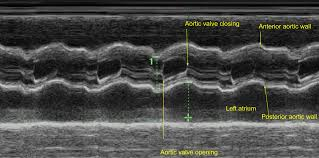 Aortic valve closing
Anterior aortic wall
1
Left atrium
Posterior aortic wall
Aortic valve opening